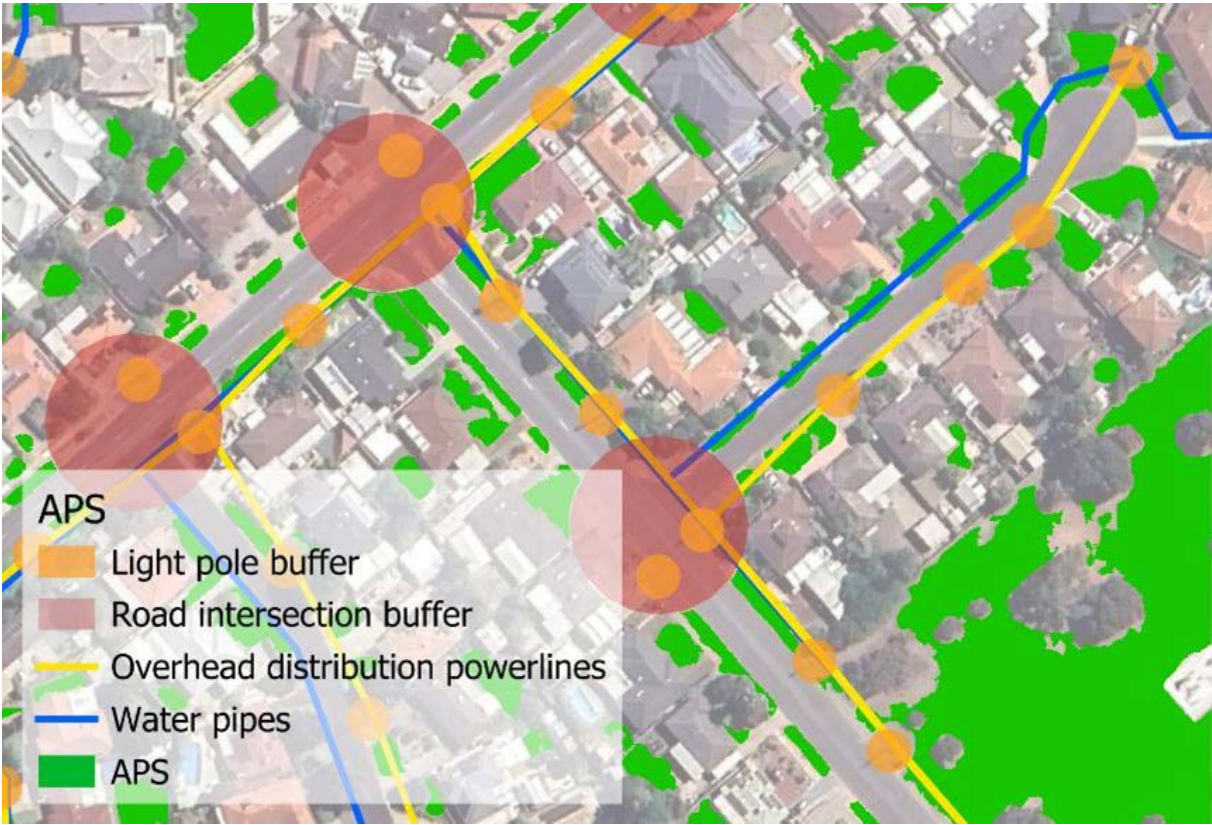 APS
Light pole buffer
Road intersection buffer
Overhead distribution powerlines
Water pipes
APS